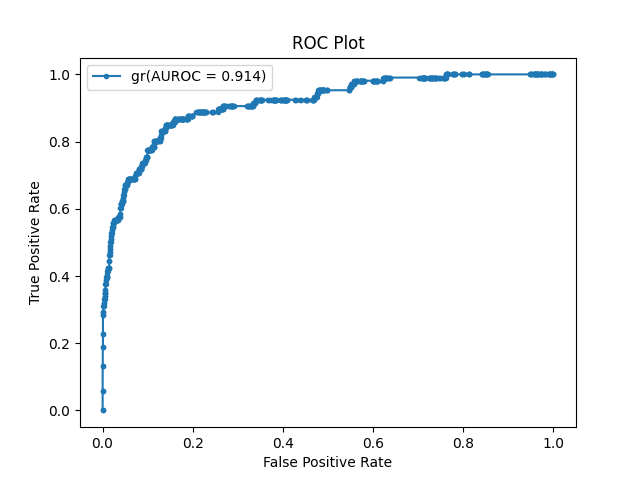 ROC Plot
gr(AUROC = 0.914)
1.0
0.8
0.6
0.4
0.2
0.0
True Positive Rate
0.0 0.2 0.4 0.6 0.8 1.0
False Positive Rate